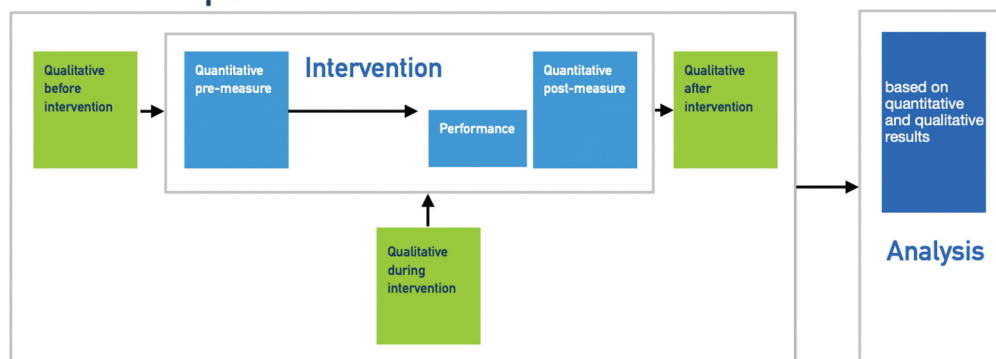 Qualitative
before
intervention
Quantitative
pre-measure
Intervention
Performance
Quantitative
post-measure
Qualitative
after
intervention
Qualitative
during
intervention
based on
quantitative
and qualitative
results
Analysis